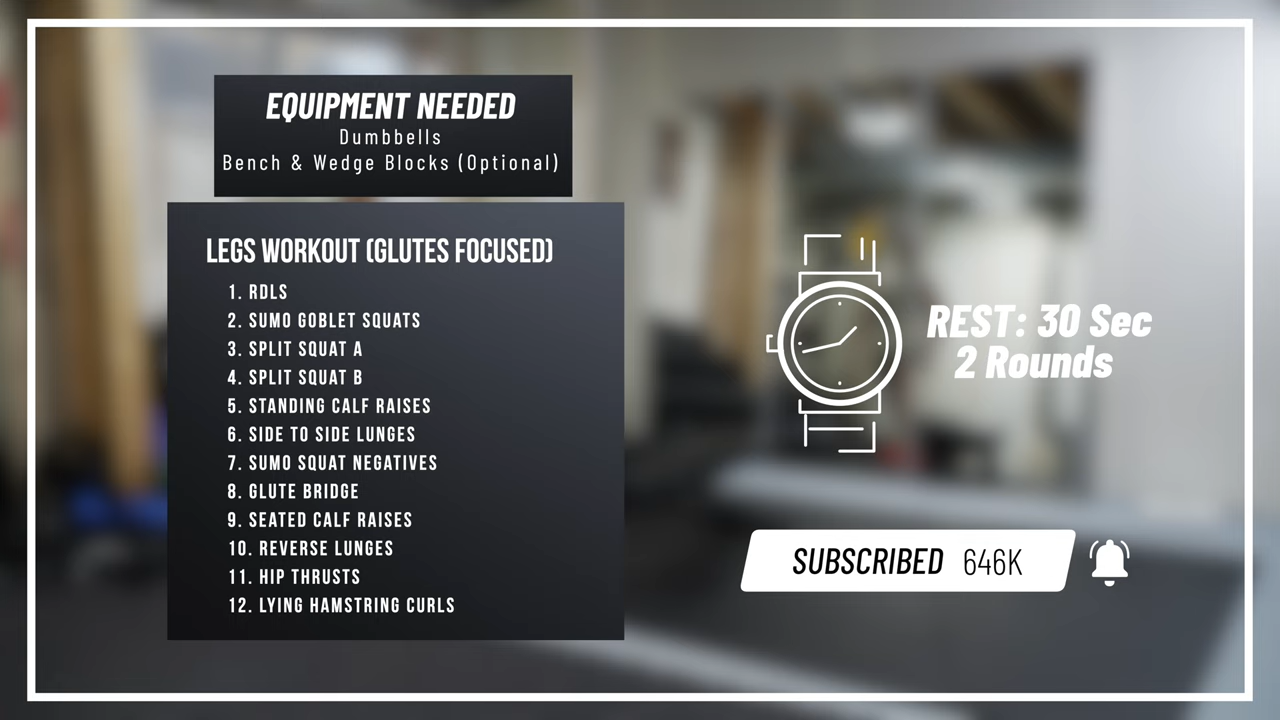 EQUIPMENT NEEDED
Dumbbells
Bench & Wedge Blocks (Optional)
LEGS WORKOUT (GLUTES FOCUSED)
1. RDLS
2. SUMO GOBLET SQUATS
3. SPLIT SQUAT A
4. SPLIT SQUAT B
5. STANDING CALF RAISES
6. SIDE TO SIDE LUNGES
7. SUMO SQUAT NEGATIVES
8. GLUTE BRIDGE
9. SEATED CALF RAISES
10. REVERSE LUNGES
11. HIP THRUSTS
12. LYING HAMSTRING CURLS
REST: 30 Sec
2 Rounds
SUBSCRIBED 646K